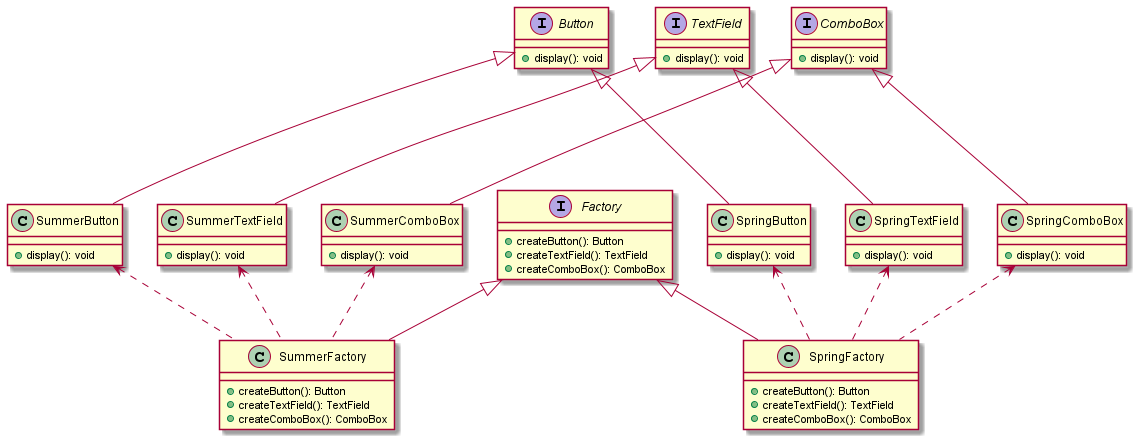 I Button
display(): void
I TextField
display(): void
I ComboBox
display(): void
C SummerButton
display(): void
C SummerTextField
display(): void
C SummerComboBox
display(): void
I Factory
createButton(): Button
createTextField(): TextField
createComboBox(): ComboBox
C SpringButton
display(): void
C SpringTextField
display(): void
C SpringComboBox
display(): void
C SummerFactory
createButton(): Button
createTextField(): TextField
createComboBox(): ComboBox
C SpringFactory
createButton(): Button
createTextField(): TextField
createComboBox(): ComboBox